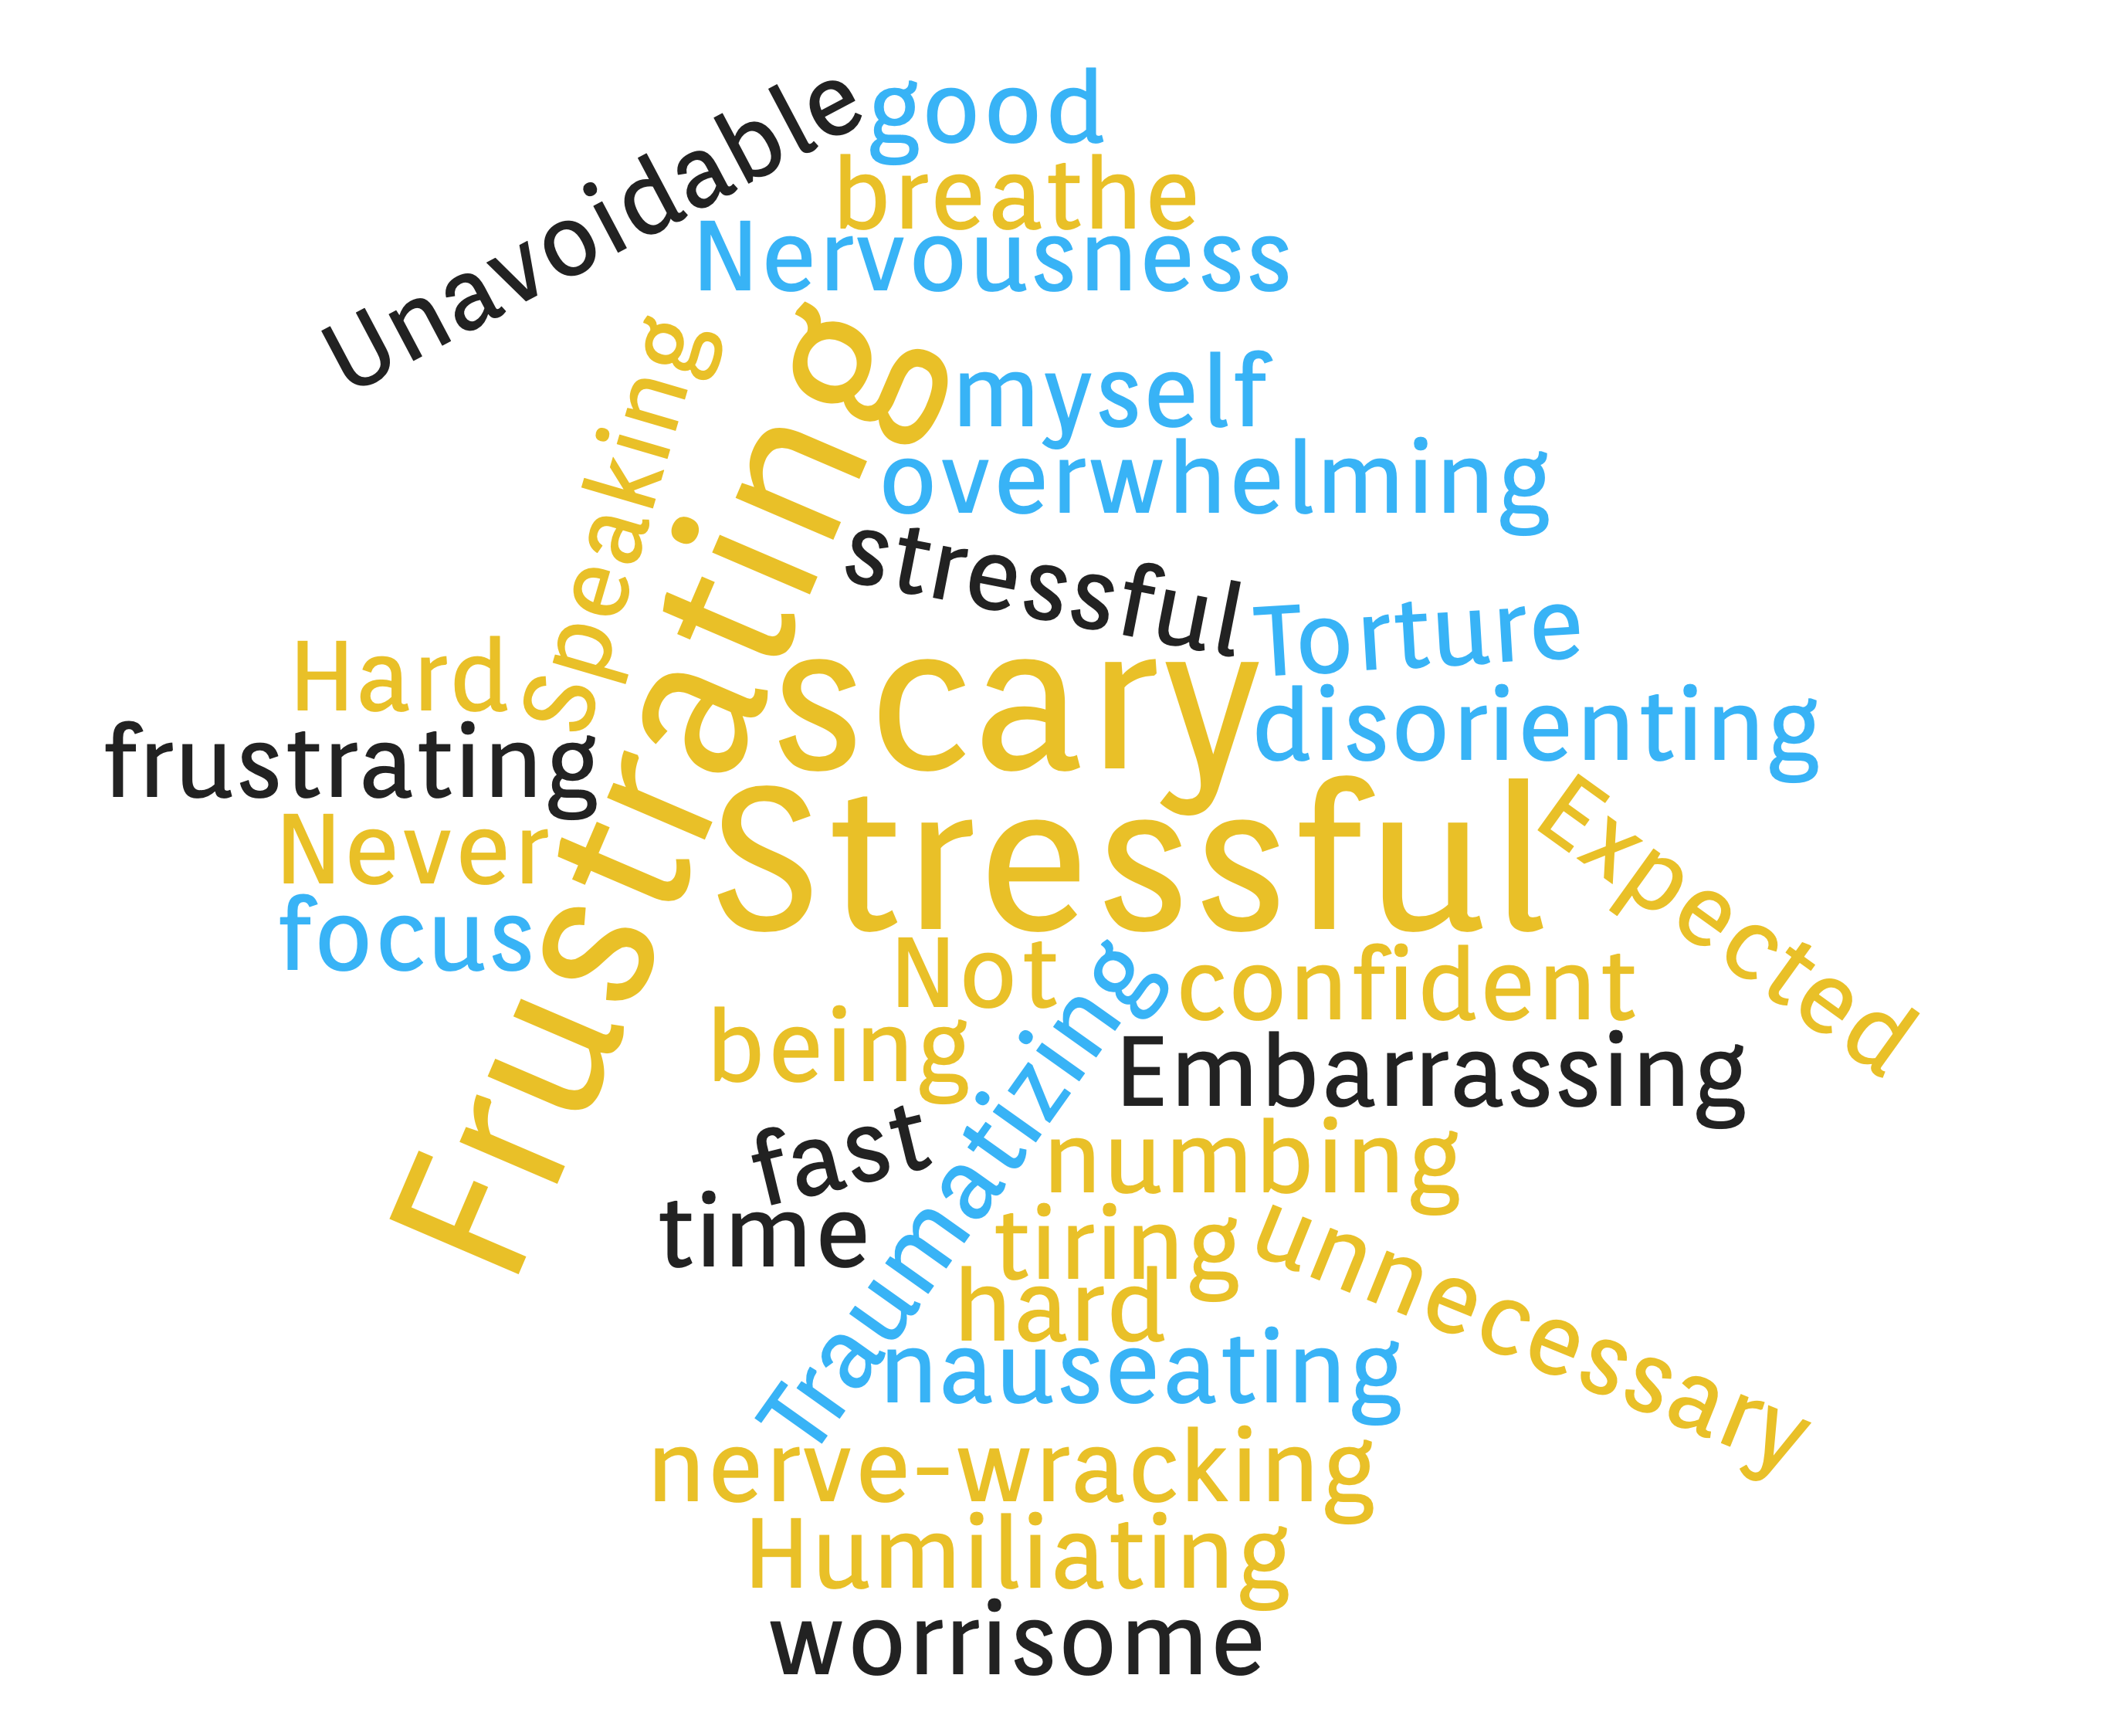 Unavoidable
good
breathe
Nervousness
Speaking
Frustrating
myself
overwhelming
stressful
Torture
Hard
scary
disorienting
frustrating
Stressful
Expected
Never
focus
Not
confident
being
Traumatizing
Embarrassing
fast
numbing
time
tiring
unnecessary
hard
nauseating
nerve-wracking
Humiliating
worrisome